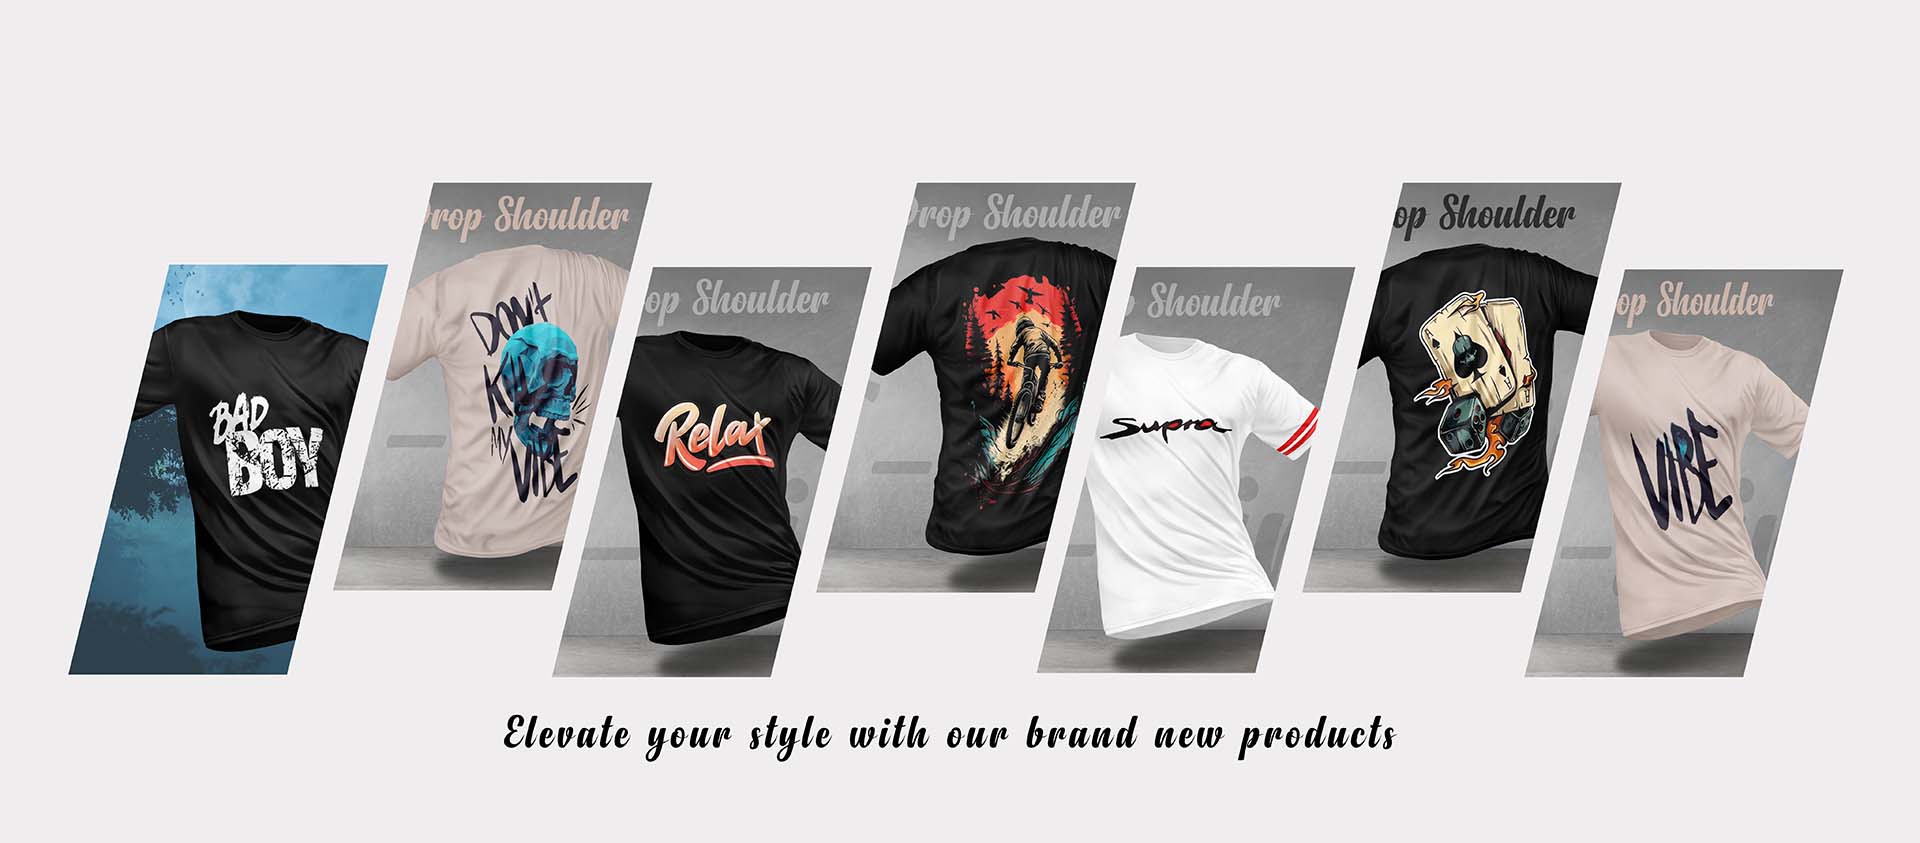 BAD
BOY
Drop Shoulder
DON'T
KILL
MY VIBE
VIBE
op Shoulder
Relax
Drop Shoulder
p Shoulder
Supra
op Shoulder
A
op Shoulder
VIBE
Elevate your style with our brand new products